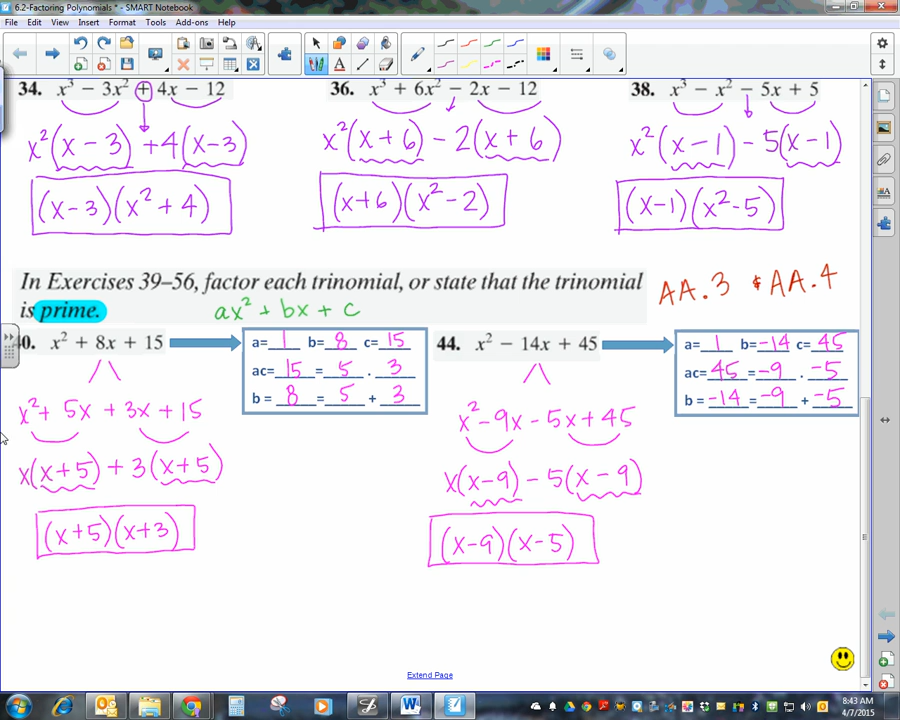 6.2-Factoring Polynomials * - SMART Notebook
File Edit View Insert Format Tools Add-ons Help
34. x³ − 3x² + 4x − 12
36. x³ + 6x² − 2x − 12
38. x³ − x² − 5x + 5
x²(x − 3) + 4(x−3)
x²(x + 6) − 2(x + 6)
x²(x − 1) − 5(x−1)
(x−3)(x² + 4)
(x+6)(x² − 2)
(x−1)(x² − 5)
In Exercises 39–56, factor each trinomial, or state that the trinomial
is prime.
ax² + bx + c
AA.3 & AA.4
40. x² + 8x + 15
a= 1 b= 8 c= 15
ac= 15 = 5 . 3
b = 8 = 5 + 3
x² + 5x + 3x + 15
x(x + 5) + 3(x+5)
(x+5)(x+3)
44. x² − 14x + 45
a= 1 b= -14 c= 45
ac= 45 = -9 . -5
b = -14 = -9 + -5
x² − 9x − 5x + 45
x(x − 9) − 5(x − 9)
(x−9)(x−5)
Extend Page
8:43 AM
4/7/2015